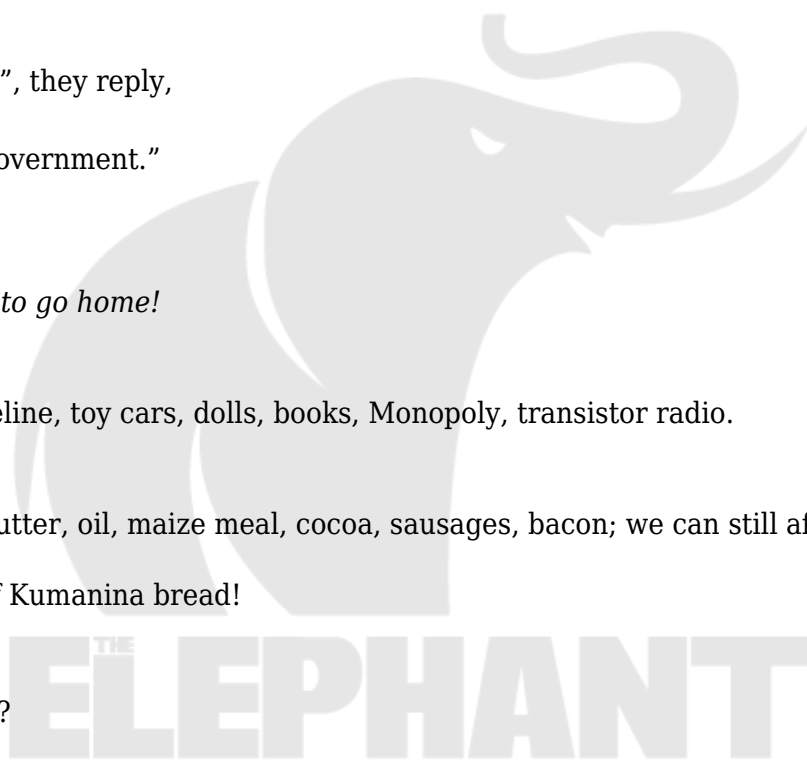 ”, they reply,
overnment.”
to go home!
eline, toy cars, dolls, books, Monopoly, transistor radio.
utter, oil, maize meal, cocoa, sausages, bacon; we can still af
f Kumanina bread!
THE
ELEPHANT
?